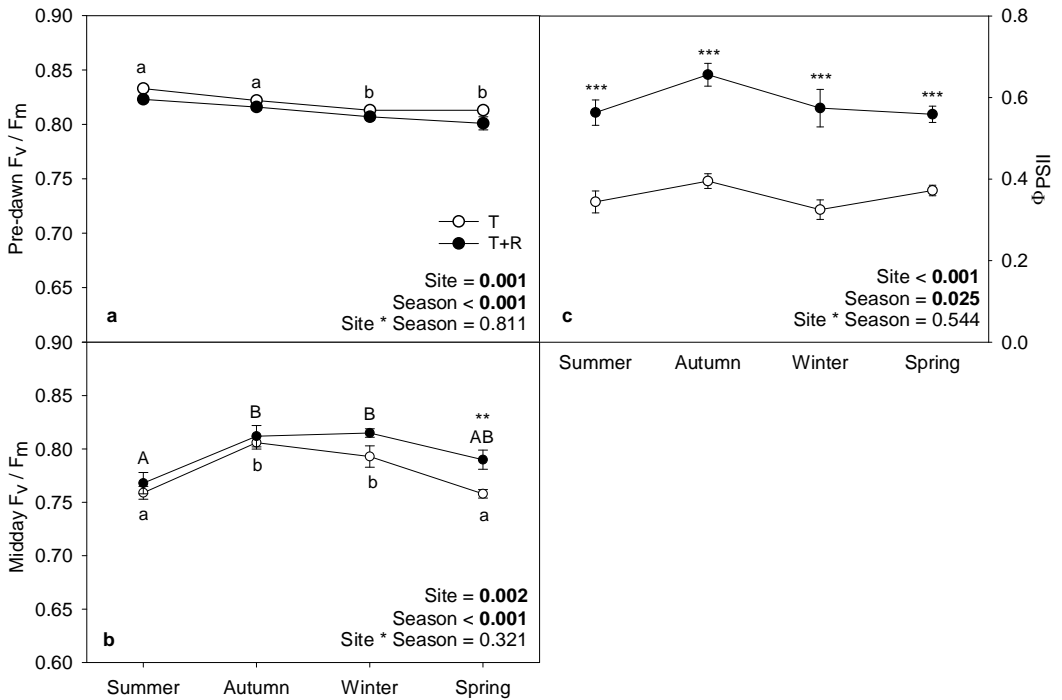 0.90
0.85
0.80
0.75
0.70
0.65
0.90
Pre-dawn Fv / Fm
a
a
b
b
T
T+R
Site = 0.001
Season < 0.001
Site * Season = 0.811
a
0.8
0.6
0.4
0.2
0.0
ΦPSII
***
***
***
***
Site < 0.001
Season = 0.025
Site * Season = 0.544
c
Summer
Autumn
Winter
Spring
0.85
0.80
0.75
0.70
0.65
0.60
Midday Fv / Fm
A
B
B
**
AB
a
b
b
a
Site = 0.002
Season < 0.001
Site * Season = 0.321
b
Summer
Autumn
Winter
Spring